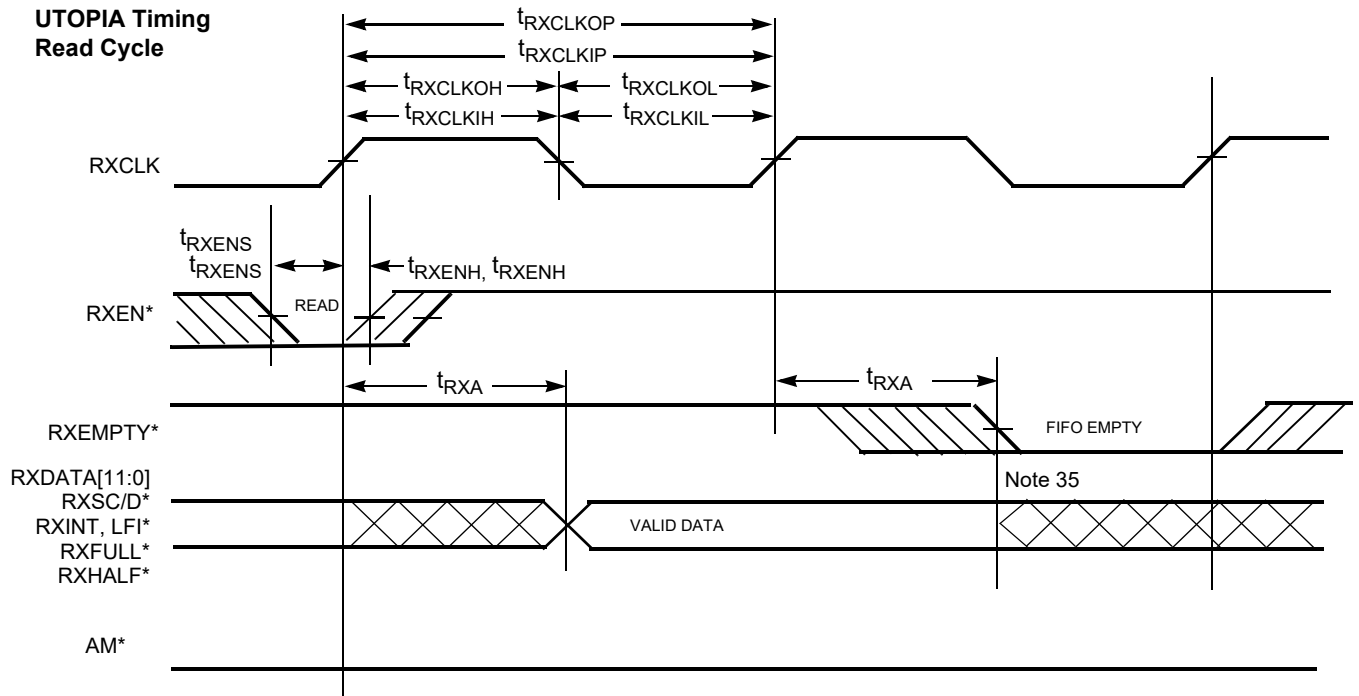 UTOPIA Timing
Read Cycle
tRXCLKOP
tRXCLKIP
tRXCLKOH
tRXCLKOL
tRXCLKIH
tRXCLKIL
RXCLK
tRXENS
tRXENS
tRXENH, tRXENH
READ
RXEN*
tRXA
tRXA
RXEMPTY*
FIFO EMPTY
RXDATA[11:0]
Note 35
RXSC/D*
RXINT, LFI*
VALID DATA
RXFULL*
RXHALF*
AM*